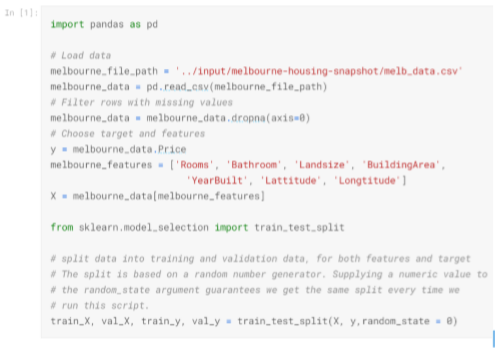 In [1]:
import pandas as pd
# Load data
melbourne_file_path = '../input/melbourne-housing-snapshot/melb_data.csv'
melbourne_data = pd.read_csv(melbourne_file_path)
# Filter rows with missing values
melbourne_data = melbourne_data.dropna(axis=0)
# Choose target and features
y = melbourne_data.Price
melbourne_features = ['Rooms', 'Bathroom', 'Landsize', 'BuildingArea',
'YearBuilt', 'Lattitude', 'Longtitude']
X = melbourne_data[melbourne_features]
from sklearn.model_selection import train_test_split
# split data into training and validation data, for both features and target
# The split is based on a random number generator. Supplying a numeric value to
# the random_state argument guarantees we get the same split every time we
# run this script.
train_X, val_X, train_y, val_y = train_test_split(X, y,random_state = 0)